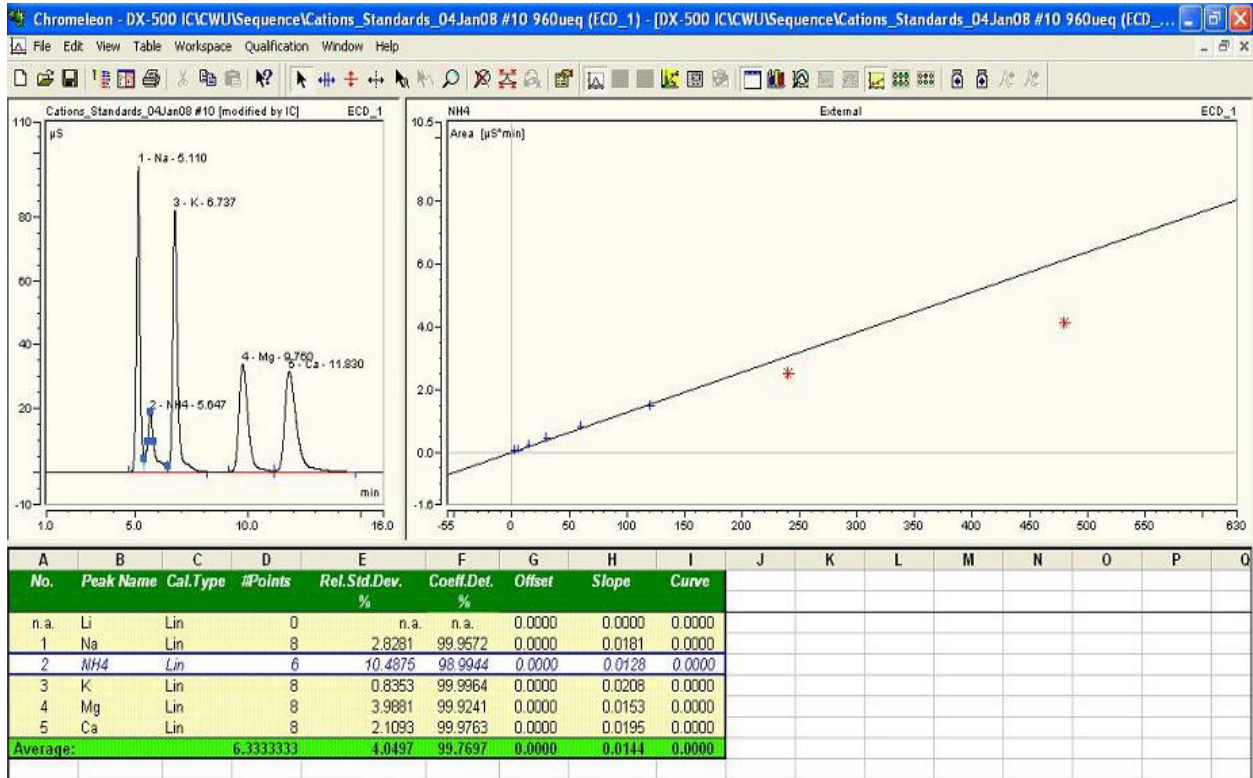 Chromeleon - DX-500 IC\CWU\Sequence\Cations_Standards_04Jan08 #10 960ueq (ECD_1) - [DX-500 IC\CWU\Sequence\Cations_Standards_04Jan08 #10 960ueq (ECD_...
File Edit View Table Workspace Qualification Window Help
Cations_Standards_04Jan08 #10 [modified by IC] ECD_1
110
µS
1 - Na - 5.110
3 - K - 6.737
80
60
40
4 - Mg - 9.760
5 - Ca - 11.830
2 - NH4 - 5.647
20
min
-10
1.0 5.0 10.0 16.0
NH4 External ECD_1
10.5
Area [µS*min]
8.0
6.0
4.0
2.0
0.0
-1.6
-55 0 50 100 150 200 250 300 350 400 450 500 550 630
A B C D E F G H I J K L M N O P Q
No. Peak Name Cal.Type #Points Rel.Std.Dev. Coeff.Det. Offset Slope Curve
% %
n.a. Li Lin 0 n.a. n.a. 0.0000 0.0000 0.0000
1 Na Lin 8 2.8281 99.9572 0.0000 0.0181 0.0000
2 NH4 Lin 6 10.4875 98.9944 0.0000 0.0128 0.0000
3 K Lin 8 0.8353 99.9964 0.0000 0.0208 0.0000
4 Mg Lin 8 3.9881 99.9241 0.0000 0.0153 0.0000
5 Ca Lin 8 2.1093 99.9763 0.0000 0.0195 0.0000
Average: 6.3333333 4.0497 99.7697 0.0000 0.0144 0.0000